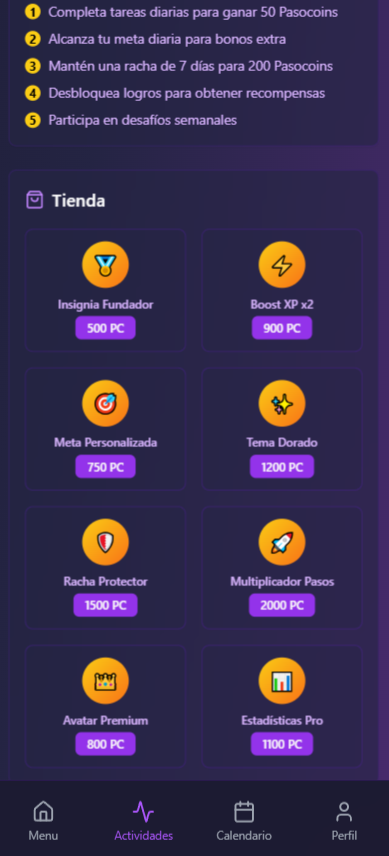 1 Completa tareas diarias para ganar 50 Pasocoins
2 Alcanza tu meta diaria para bonos extra
3 Mantén una racha de 7 días para 200 Pasocoins
4 Desbloquea logros para obtener recompensas
5 Participa en desafíos semanales
Tienda
Insignia Fundador
500 PC
Boost XP x2
900 PC
Meta Personalizada
750 PC
Tema Dorado
1200 PC
Racha Protector
1500 PC
Multiplicador Pasos
2000 PC
Avatar Premium
800 PC
Estadísticas Pro
1100 PC
Menu
Actividades
Calendario
Perfil